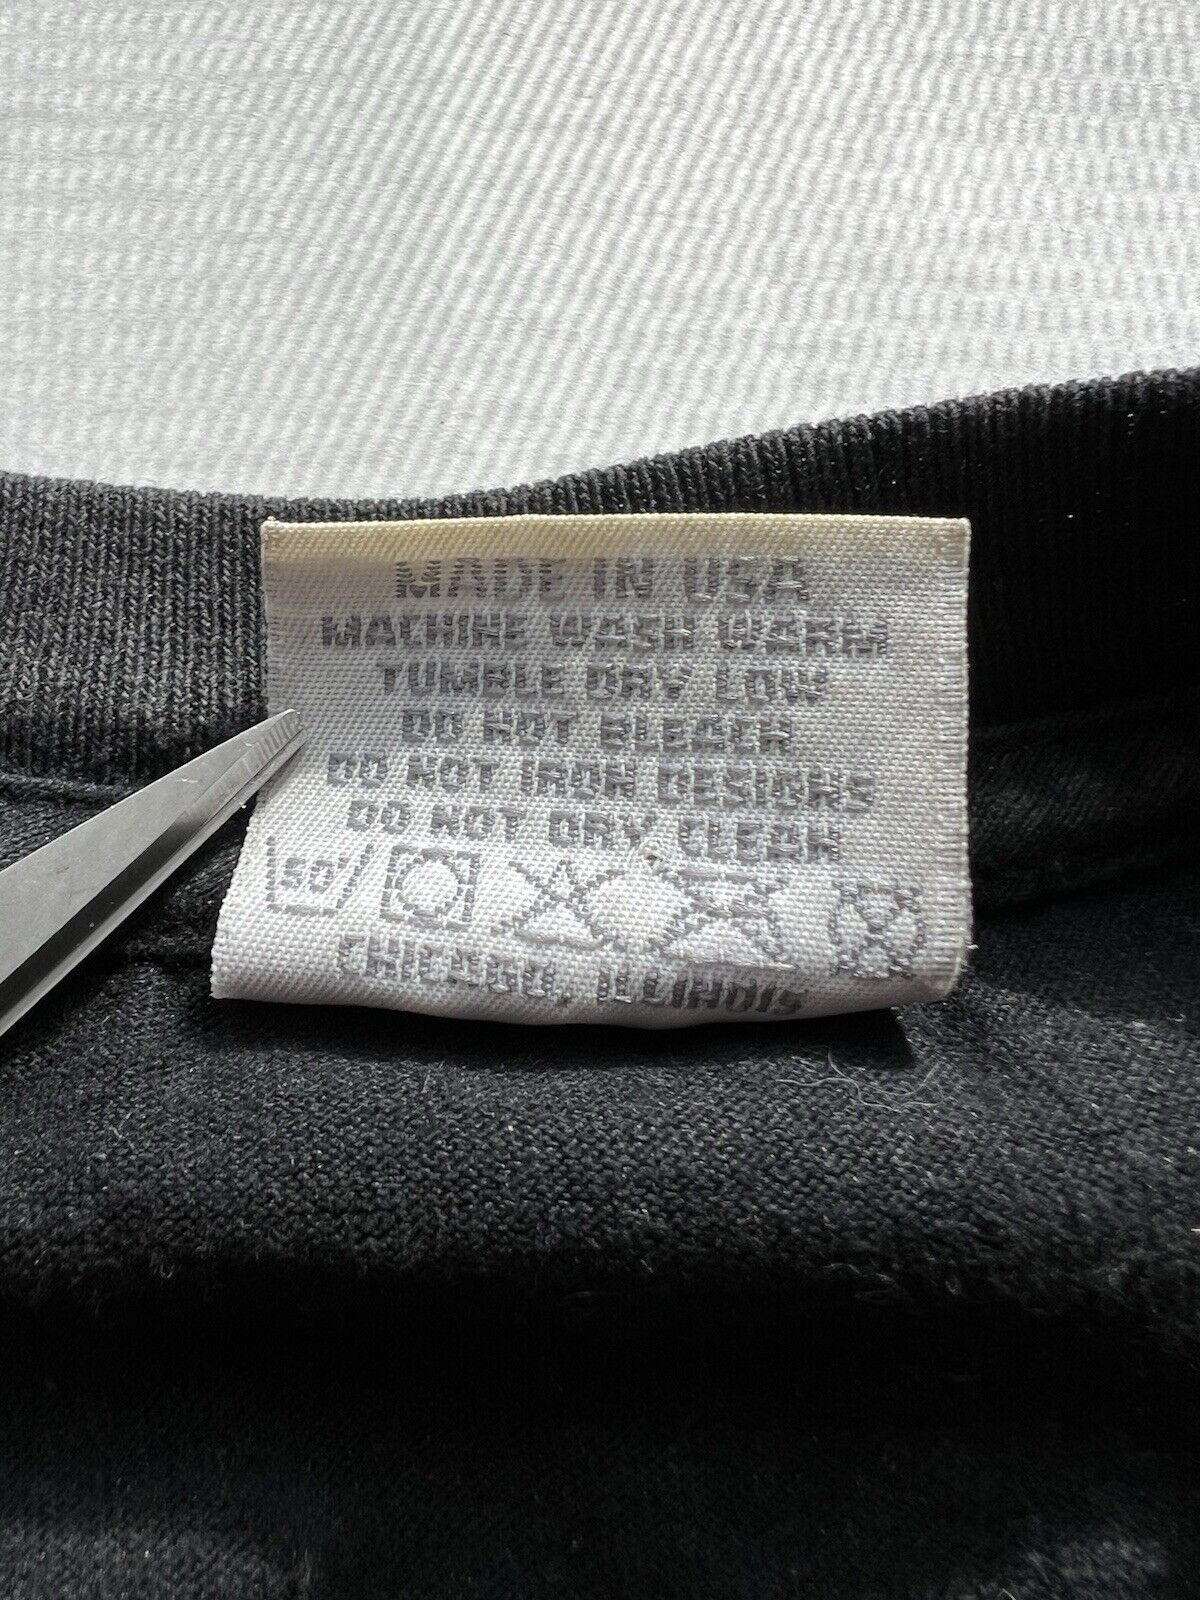 MADE IN USA
MACHINE WASH WARM
TUMBLE DRY LOW
DO NOT BLEACH
DO NOT IRON DESIGNS
DO NOT DRY CLEAN
50°
CHICAGO, ILLINOIS